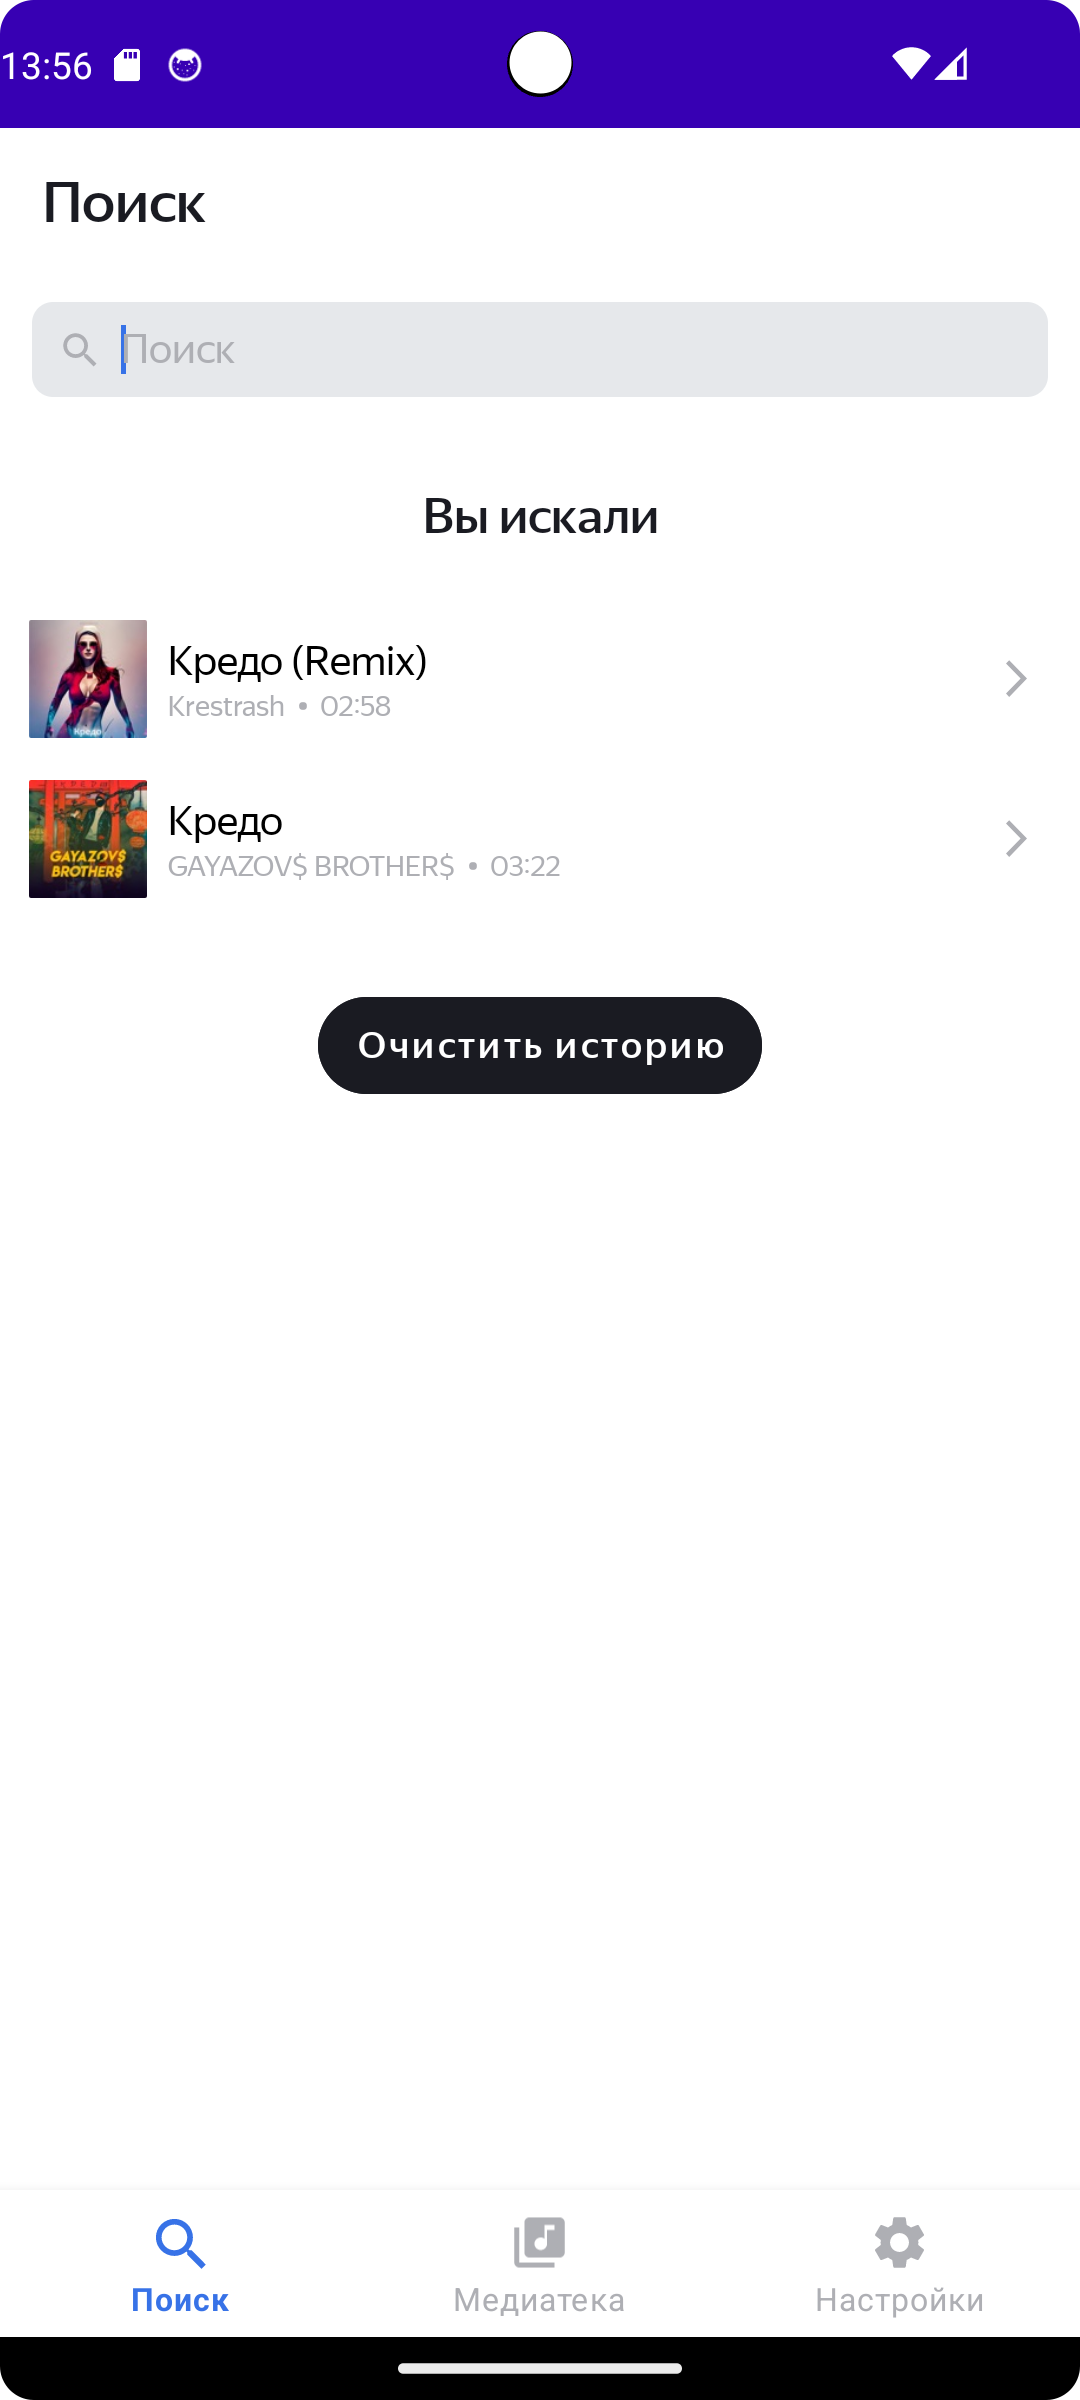 13:56
Поиск
Поиск
Вы искали
Кредо
Кредо (Remix)
Krestrash • 02:58
GAYAZOV$
BROTHER$
Кредо
GAYAZOV$ BROTHER$ • 03:22
Очистить историю
Поиск
Медиатека
Настройки